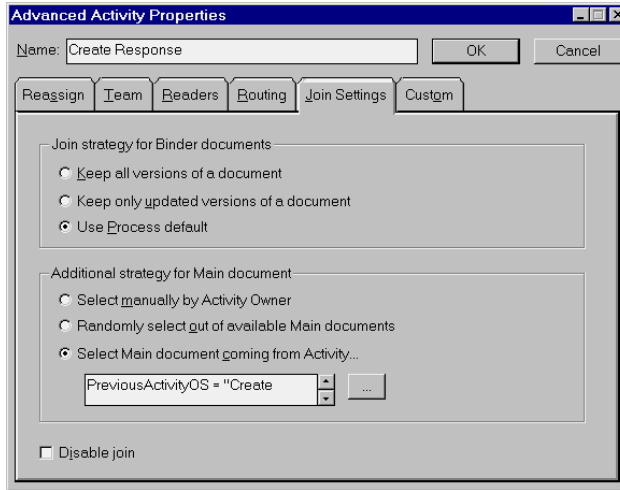 Advanced Activity Properties
Name: Create Response OK Cancel
Reassign Team Readers Routing Join Settings Custom
Join strategy for Binder documents
Keep all versions of a document
Keep only updated versions of a document
Use Process default
Additional strategy for Main document
Select manually by Activity Owner
Randomly select out of available Main documents
Select Main document coming from Activity...
PreviousActivityOS = "Create ...
Disable join